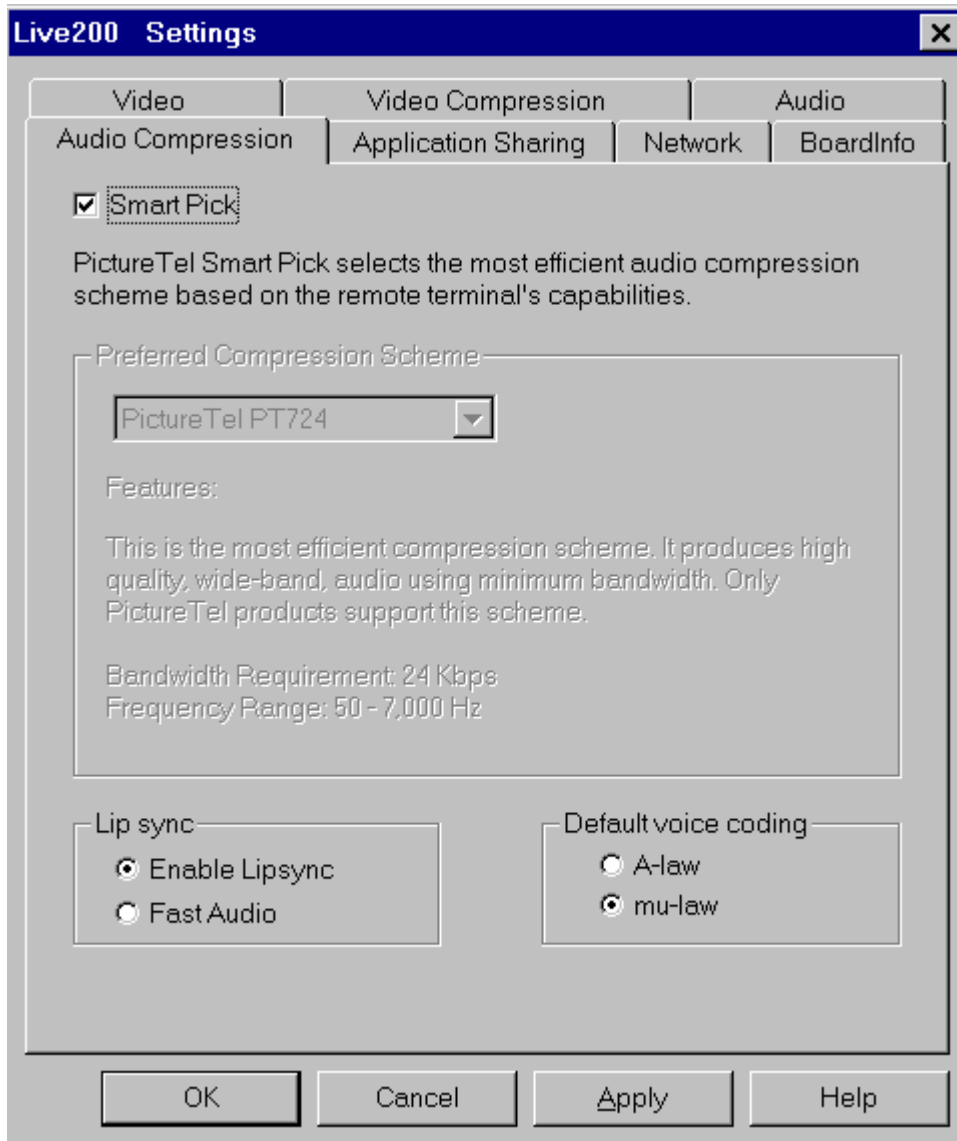 Live200 Settings
Video Video Compression Audio
Audio Compression Application Sharing Network BoardInfo
Smart Pick
PictureTel Smart Pick selects the most efficient audio compression
scheme based on the remote terminal's capabilities.
Preferred Compression Scheme
PictureTel PT724
Features:
This is the most efficient compression scheme. It produces high
quality, wide-band, audio using minimum bandwidth. Only
PictureTel products support this scheme.
Bandwidth Requirement: 24 Kbps
Frequency Range: 50 - 7,000 Hz
Lip sync
Enable Lipsync
Fast Audio
Default voice coding
A-law
mu-law
OK Cancel Apply Help